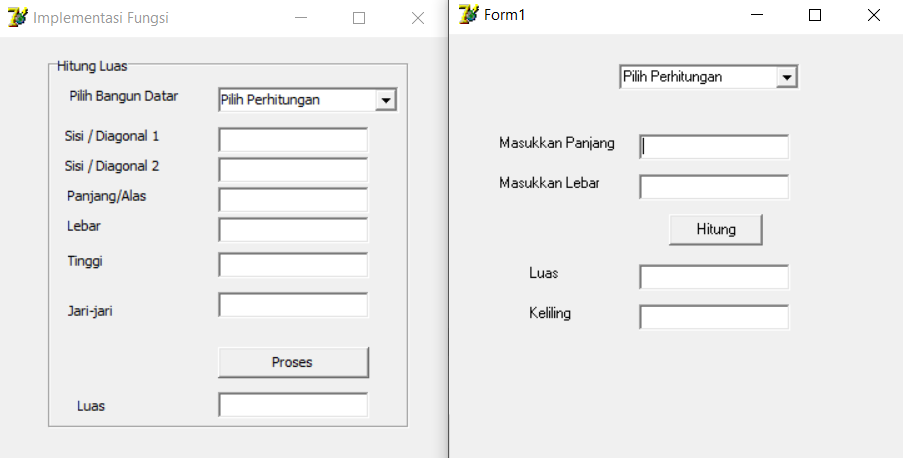 Implementasi Fungsi
Hitung Luas
Pilih Bangun Datar
Pilih Perhitungan
Sisi / Diagonal 1
Sisi / Diagonal 2
Panjang/Alas
Lebar
Tinggi
Jari-jari
Proses
Luas
Form1
Pilih Perhitungan
Masukkan Panjang
Masukkan Lebar
Hitung
Luas
Keliling